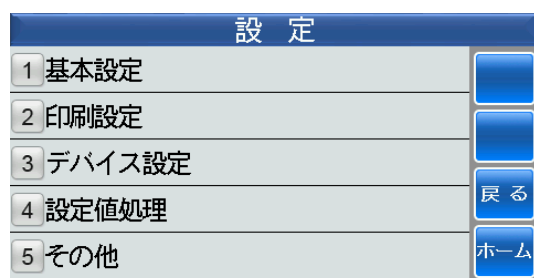 設 定
1 基本設定
2 印刷設定
3 デバイス設定
4 設定値処理
5 その他
戻 る
ホーム